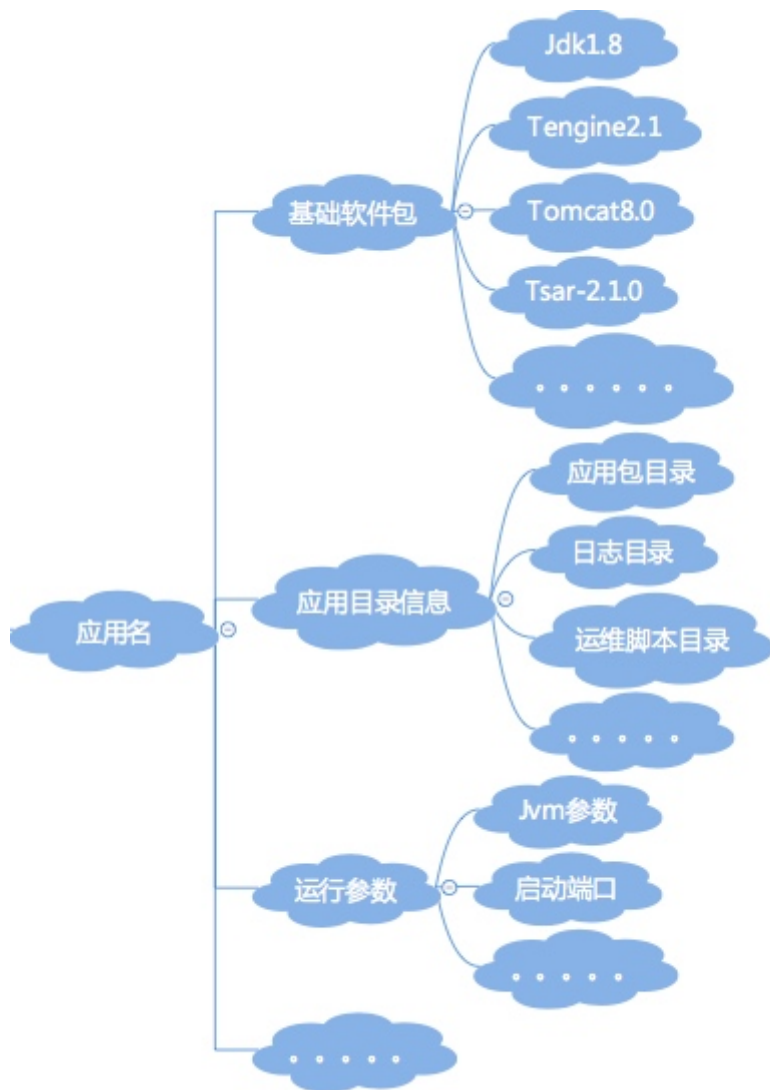 Jdk1.8
Tengine2.1
基础软件包
Tomcat8.0
Tsar-2.1.0
。。。。。。
应用包目录
日志目录
应用目录信息
应用名
运维脚本目录
。。。。。
Jvm参数
运行参数
启动端口
。。。。。
。。。。。